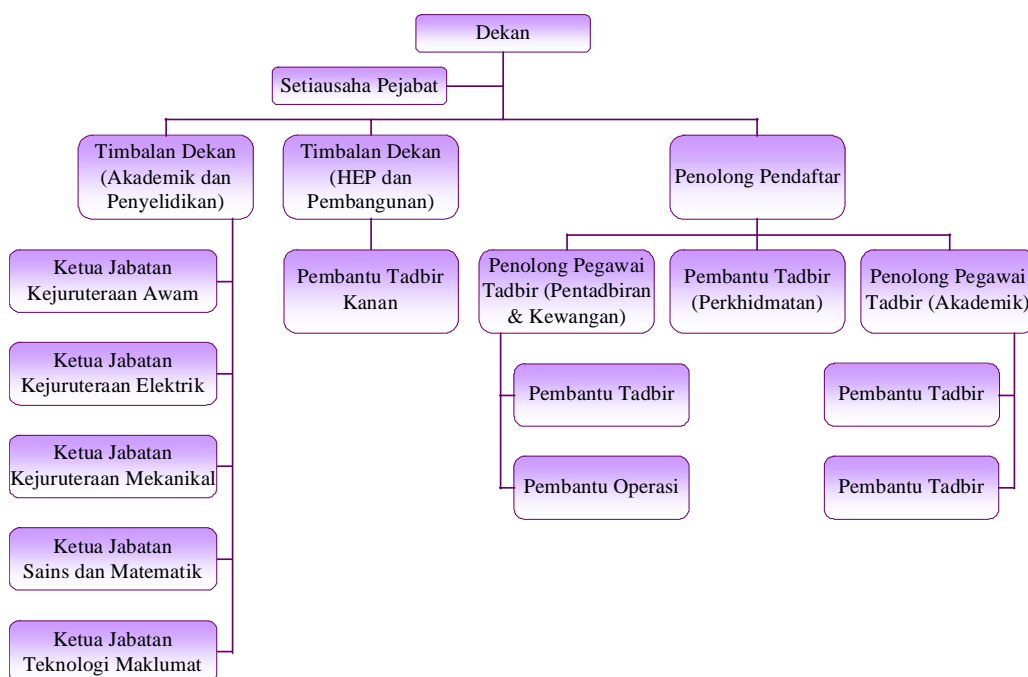 Dekan
Setiausaha Pejabat
Timbalan Dekan
(Akademik dan
Penyelidikan)
Timbalan Dekan
(HEP dan
Pembangunan)
Penolong Pendaftar
Ketua Jabatan
Kejuruteraan Awam
Ketua Jabatan
Kejuruteraan Elektrik
Ketua Jabatan
Kejuruteraan Mekanikal
Ketua Jabatan
Sains dan Matematik
Ketua Jabatan
Teknologi Maklumat
Pembantu Tadbir
Kanan
Penolong Pegawai
Tadbir (Pentadbiran
& Kewangan)
Pembantu Tadbir
(Perkhidmatan)
Penolong Pegawai
Tadbir (Akademik)
Pembantu Tadbir
Pembantu Operasi
Pembantu Tadbir
Pembantu Tadbir